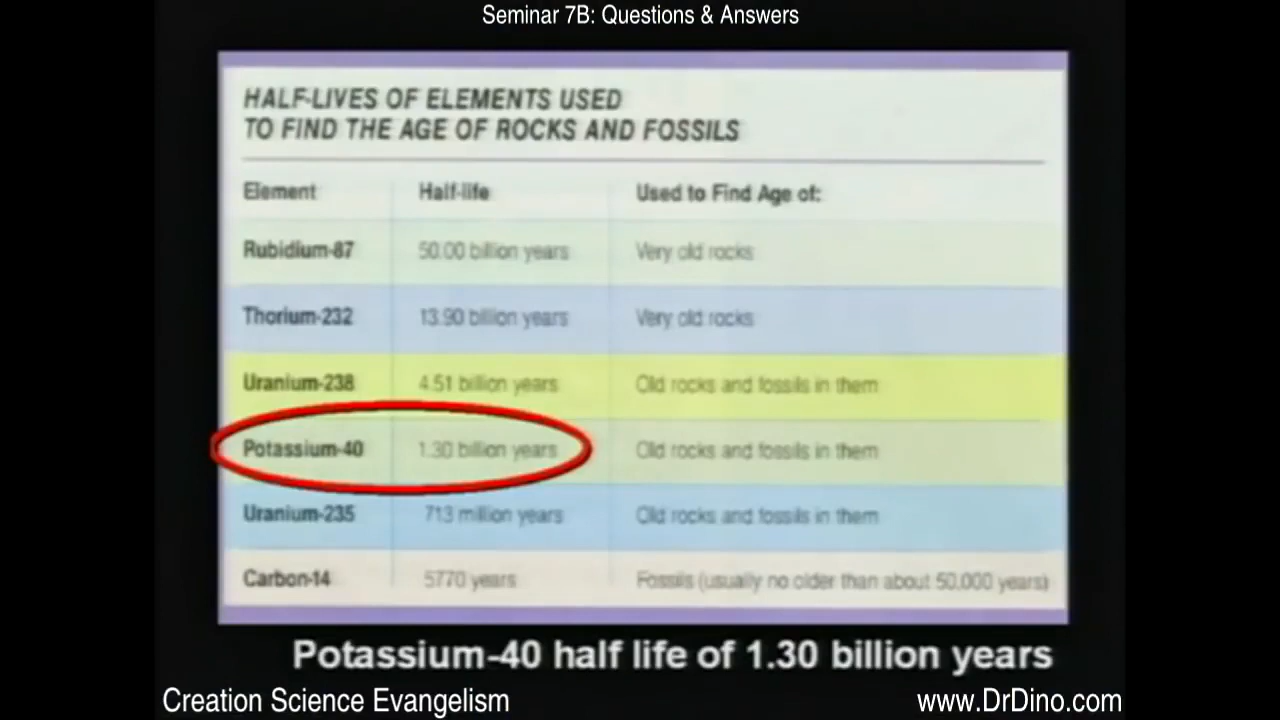 Seminar 7B: Questions & Answers
HALF-LIVES OF ELEMENTS USED
TO FIND THE AGE OF ROCKS AND FOSSILS
Element Half-life Used to Find Age of:
Rubidium-87 50.00 billion years Very old rocks
Thorium-232 13.90 billion years Very old rocks
Uranium-238 4.51 billion years Old rocks and fossils in them
Potassium-40 1.30 billion years Old rocks and fossils in them
Uranium-235 713 million years Old rocks and fossils in them
Carbon-14 5770 years Fossils (usually no older than about 50,000 years)
Potassium-40 half life of 1.30 billion years
Creation Science Evangelism www.DrDino.com